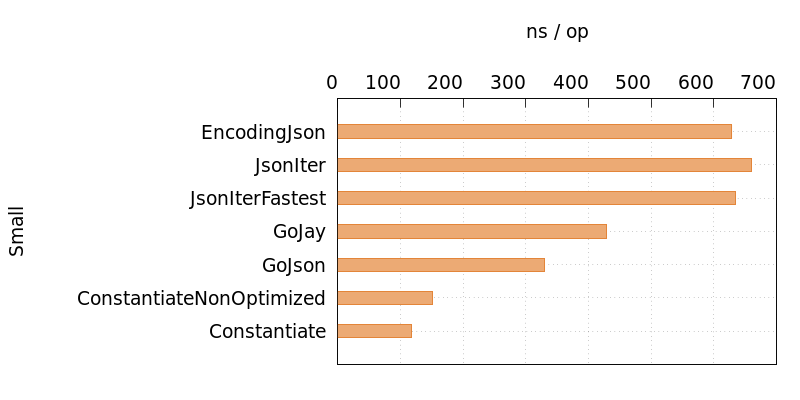 ns / op
0 100 200 300 400 500 600 700
EncodingJson
JsonIter
JsonIterFastest
GoJay
GoJson
ConstantiateNonOptimized
Constantiate
Small